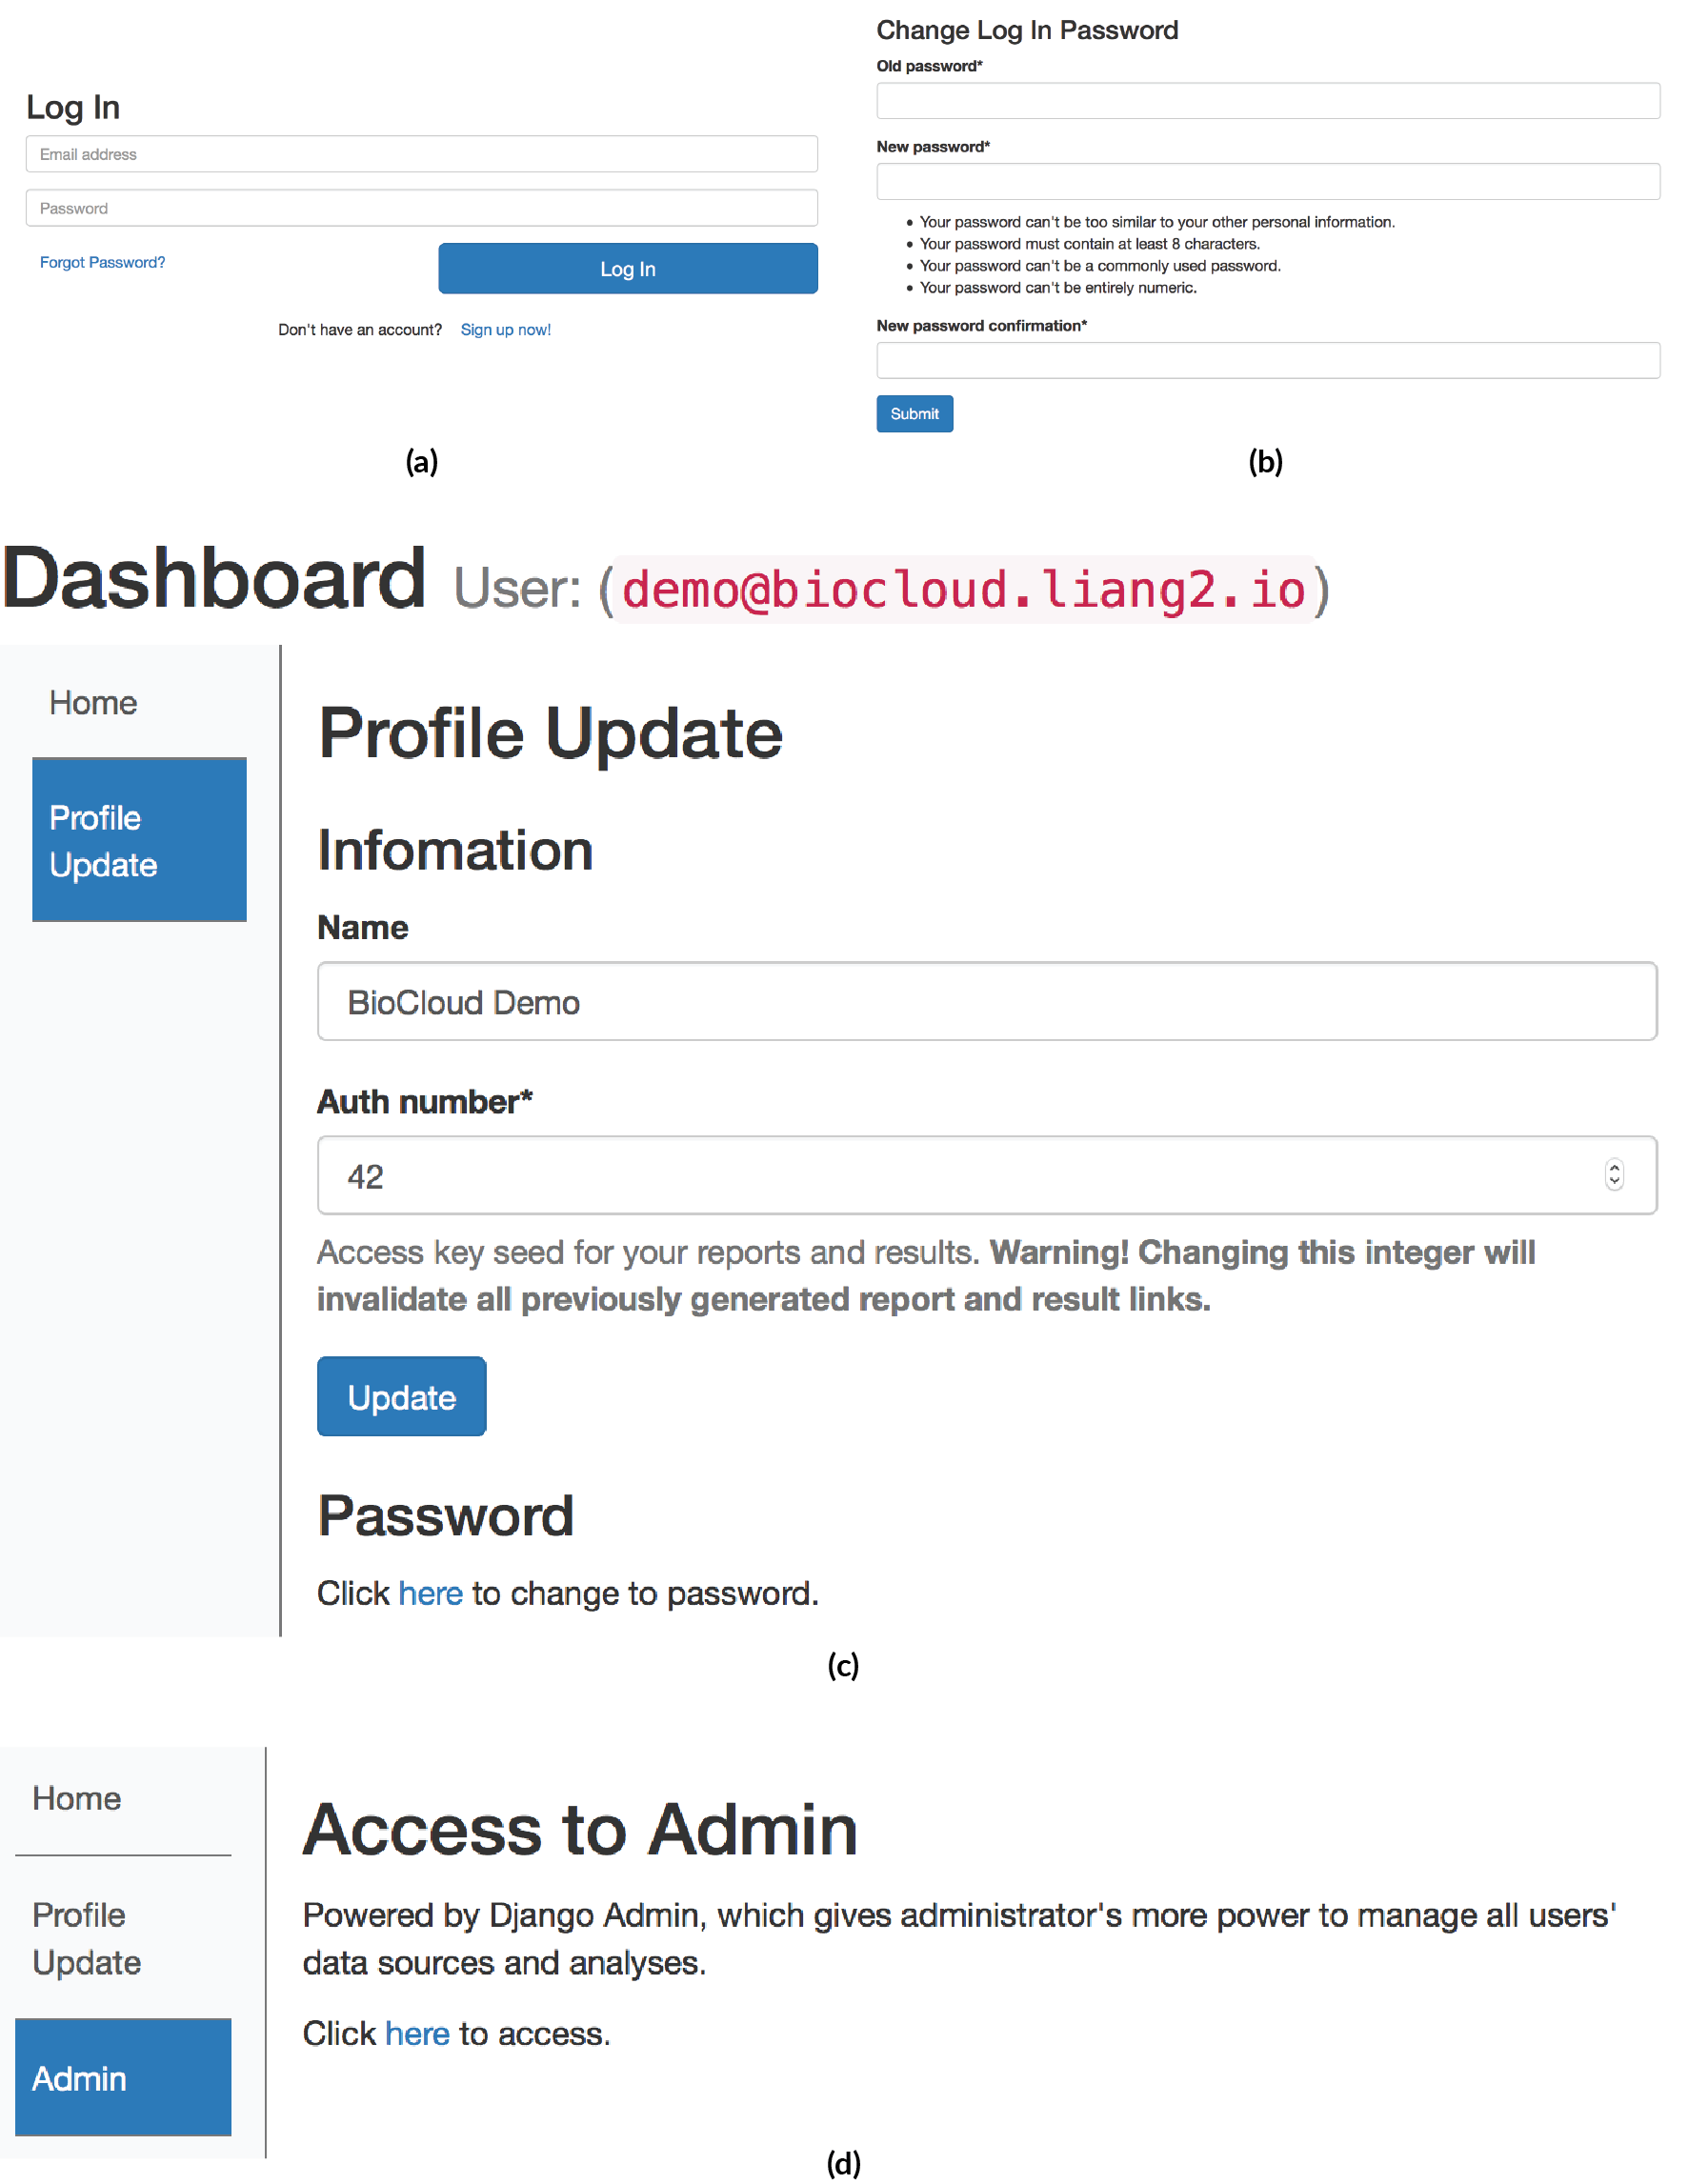 Log In
Email address
Password
Forgot Password?
Log In
Don't have an account? Sign up now!
(a)
Change Log In Password
Old password*
New password*
• Your password can't be too similar to your other personal information.
• Your password must contain at least 8 characters.
• Your password can't be a commonly used password.
• Your password can't be entirely numeric.
New password confirmation*
Submit
(b)
Dashboard User: (demo@biocloud.liang2.io)
Home
Profile
Update
Profile Update
Infomation
Name
BioCloud Demo
Auth number*
42
Access key seed for your reports and results. Warning! Changing this integer will
invalidate all previously generated report and result links.
Update
Password
Click here to change to password.
(c)
Home
Profile
Update
Admin
Access to Admin
Powered by Django Admin, which gives administrator's more power to manage all users'
data sources and analyses.
Click here to access.
(d)